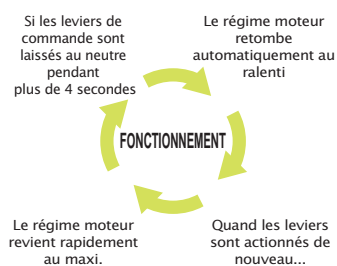 Si les leviers de
commande sont
laissés au neutre
pendant
plus de 4 secondes
Le régime moteur
retombe
automatiquement au
ralenti
FONCTIONNEMENT
Quand les leviers
sont actionnés de
nouveau...
Le régime moteur
revient rapidement
au maxi.